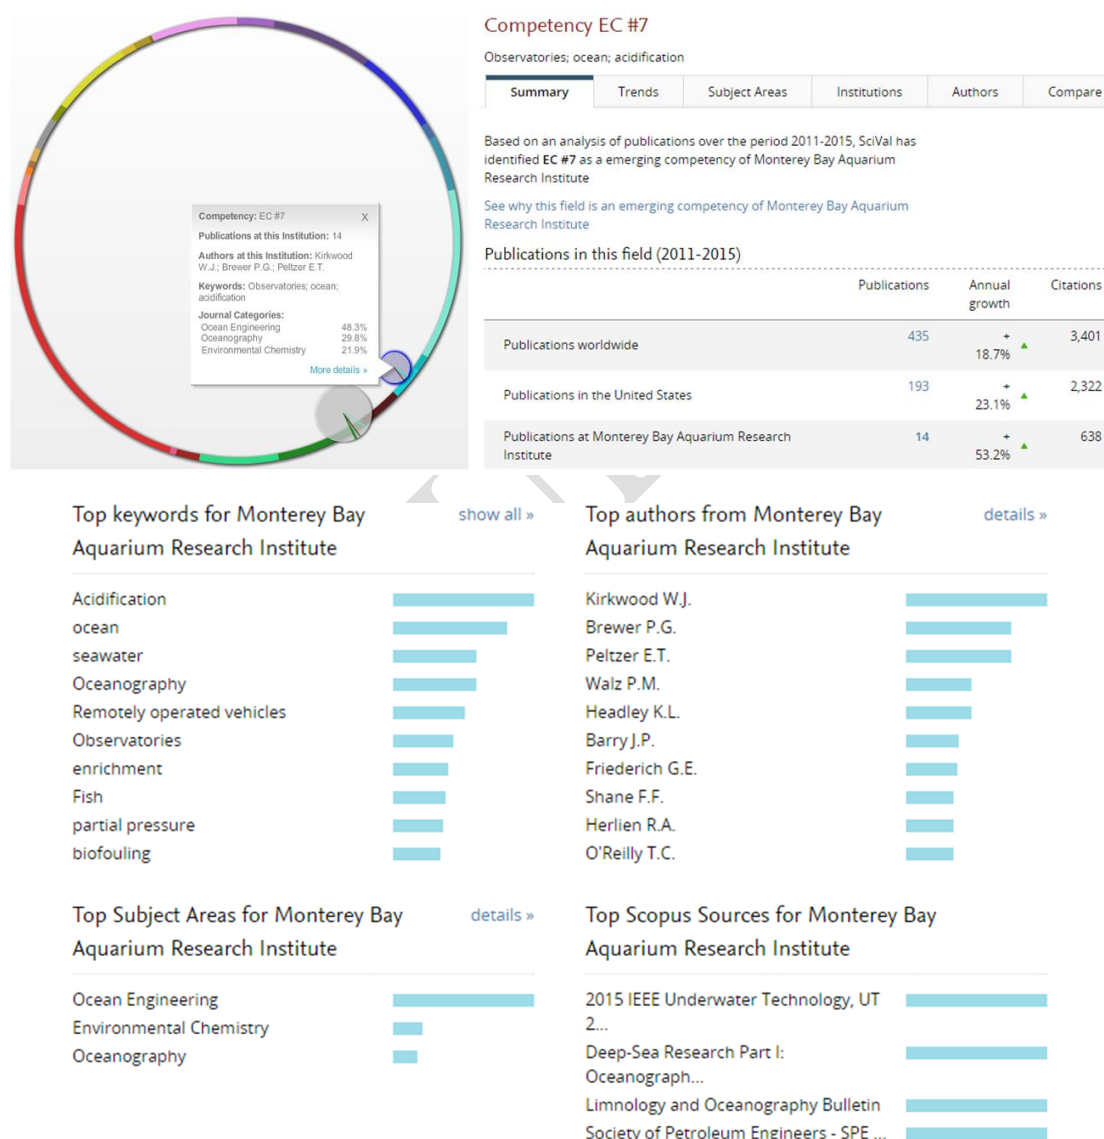 Competency EC #7
Observatories; ocean; acidification
Summary Trends Subject Areas Institutions Authors Compare
Based on an analysis of publications over the period 2011-2015, SciVal has
identified EC #7 as a emerging competency of Monterey Bay Aquarium
Research Institute
See why this field is an emerging competency of Monterey Bay Aquarium
Research Institute
Publications in this field (2011-2015)
Publications Annual growth Citations
Publications worldwide 435 + 18.7% 3,401
Publications in the United States 193 + 23.1% 2,322
Publications at Monterey Bay Aquarium Research
Institute 14 + 53.2% 638
Competency: EC #7 X
Publications at this Institution: 14
Authors at this Institution: Kirkwood
W.J.; Brewer P.G.; Peltzer E.T.
Keywords: Observatories; ocean;
acidification
Journal Categories:
Ocean Engineering 48.3%
Oceanography 29.8%
Environmental Chemistry 21.9%
More details »
Top keywords for Monterey Bay show all »
Aquarium Research Institute
Acidification
ocean
seawater
Oceanography
Remotely operated vehicles
Observatories
enrichment
Fish
partial pressure
biofouling
Top authors from Monterey Bay details »
Aquarium Research Institute
Kirkwood W.J.
Brewer P.G.
Peltzer E.T.
Walz P.M.
Headley K.L.
Barry J.P.
Friederich G.E.
Shane F.F.
Herlien R.A.
O'Reilly T.C.
Top Subject Areas for Monterey Bay details »
Aquarium Research Institute
Ocean Engineering
Environmental Chemistry
Oceanography
Top Scopus Sources for Monterey Bay
Aquarium Research Institute
2015 IEEE Underwater Technology, UT
2...
Deep-Sea Research Part I:
Oceanograph...
Limnology and Oceanography Bulletin
Society of Petroleum Engineers - SPE ...